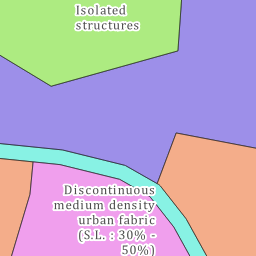 Isolated
structures
Discontinuous
medium density
urban fabric
(S.L. : 30% -
50%)